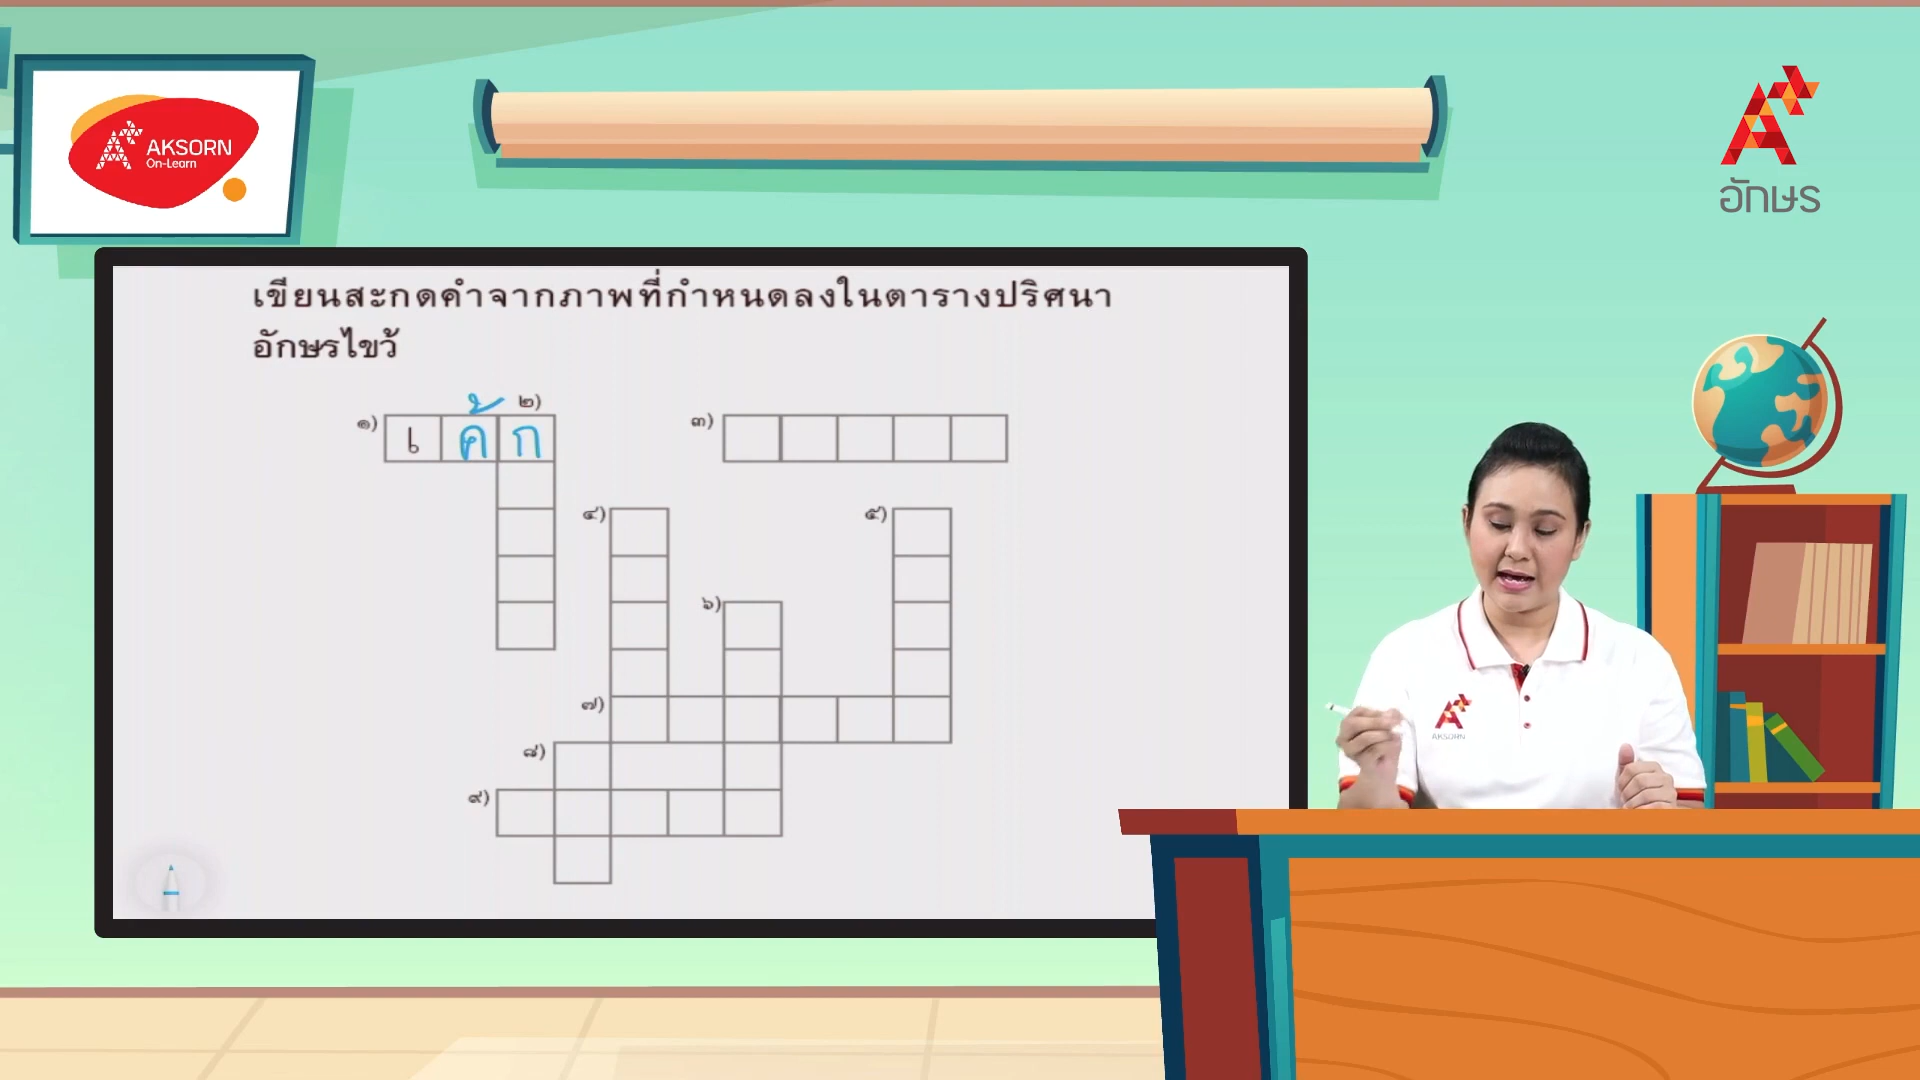 AKSORN
On-Learn
อักษร
เขียนสะกดคำจากภาพที่กำหนดลงในตารางปริศนา
อักษรไขว้
๑) เค้ก ๒)
๓)
๔)
๕)
๖)
๗)
๘)
๙)
AKSORN